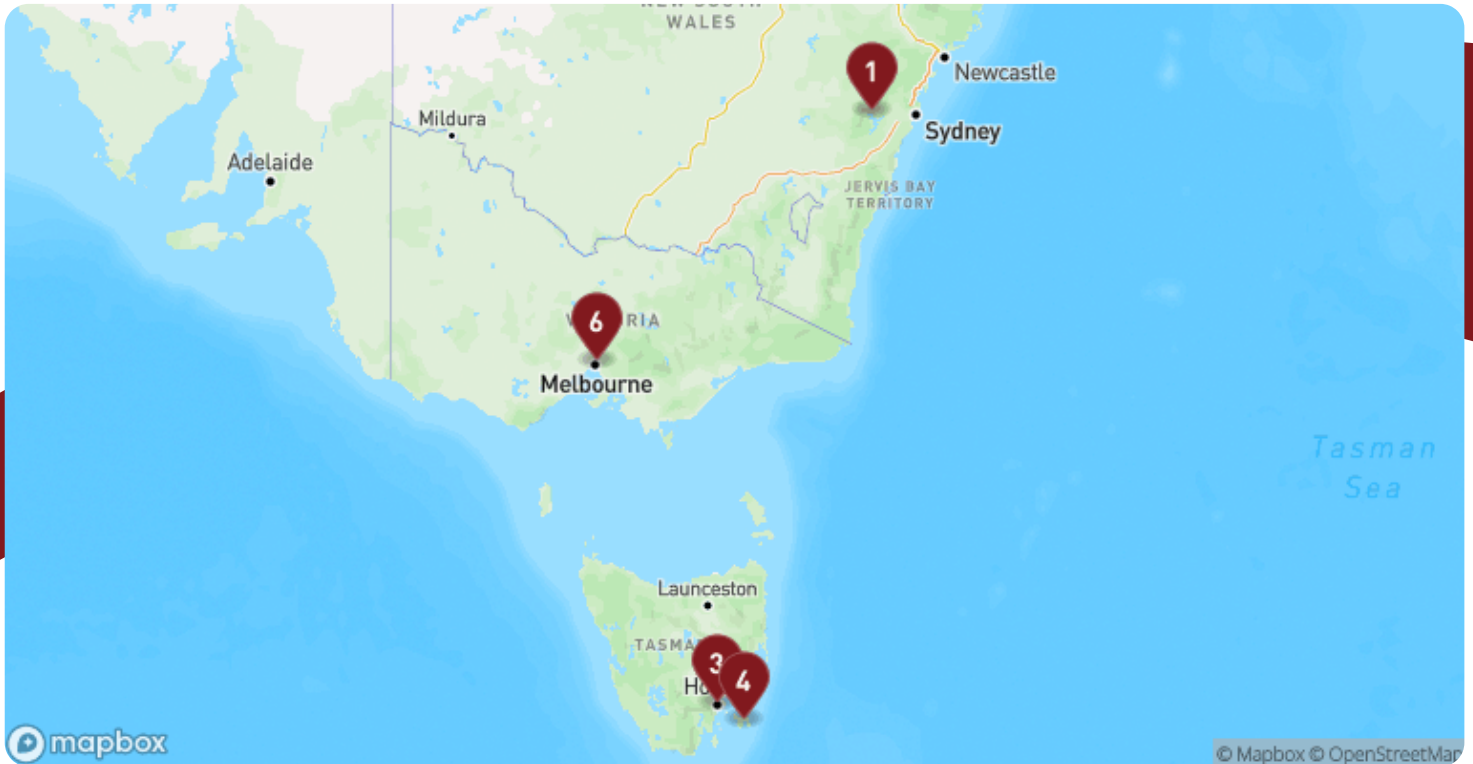 WALES
1
Newcastle
Mildura
Sydney
Adelaide
JERVIS BAY
TERRITORY
6
Melbourne
Tasman
Sea
Launceston
3
4
mapbox
© Mapbox © OpenStreetMap